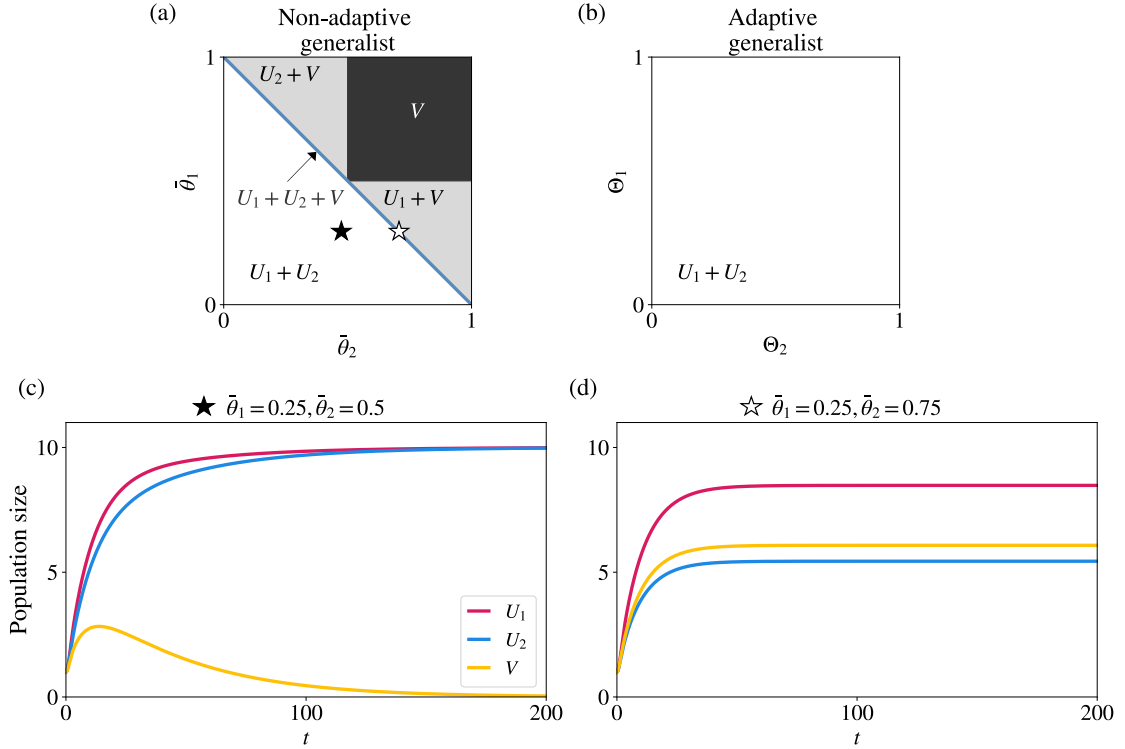 (a)
Non-adaptive
generalist
1
U₂ + V
V
θ̄₁
U₁ + U₂ + V
U₁ + V
U₁ + U₂
0
0
1
θ̄₂
(b)
Adaptive
generalist
1
Θ₁
U₁ + U₂
0
0
1
Θ₂
(c)
★ θ̄₁ = 0.25, θ̄₂ = 0.5
Population size
10
5
0
U₁
U₂
V
0
100
200
t
(d)
☆ θ̄₁ = 0.25, θ̄₂ = 0.75
10
5
0
0
100
200
t